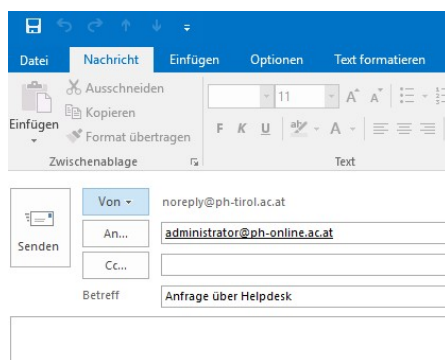 Datei Nachricht Einfügen Optionen Text formatieren
Ausschneiden
Kopieren
Format übertragen
Einfügen
11 A A
F K U aby A
Zwischenablage Text
Von noreply@ph-tirol.ac.at
An... administrator@ph-online.ac.at
Senden
Cc...
Betreff Anfrage über Helpdesk